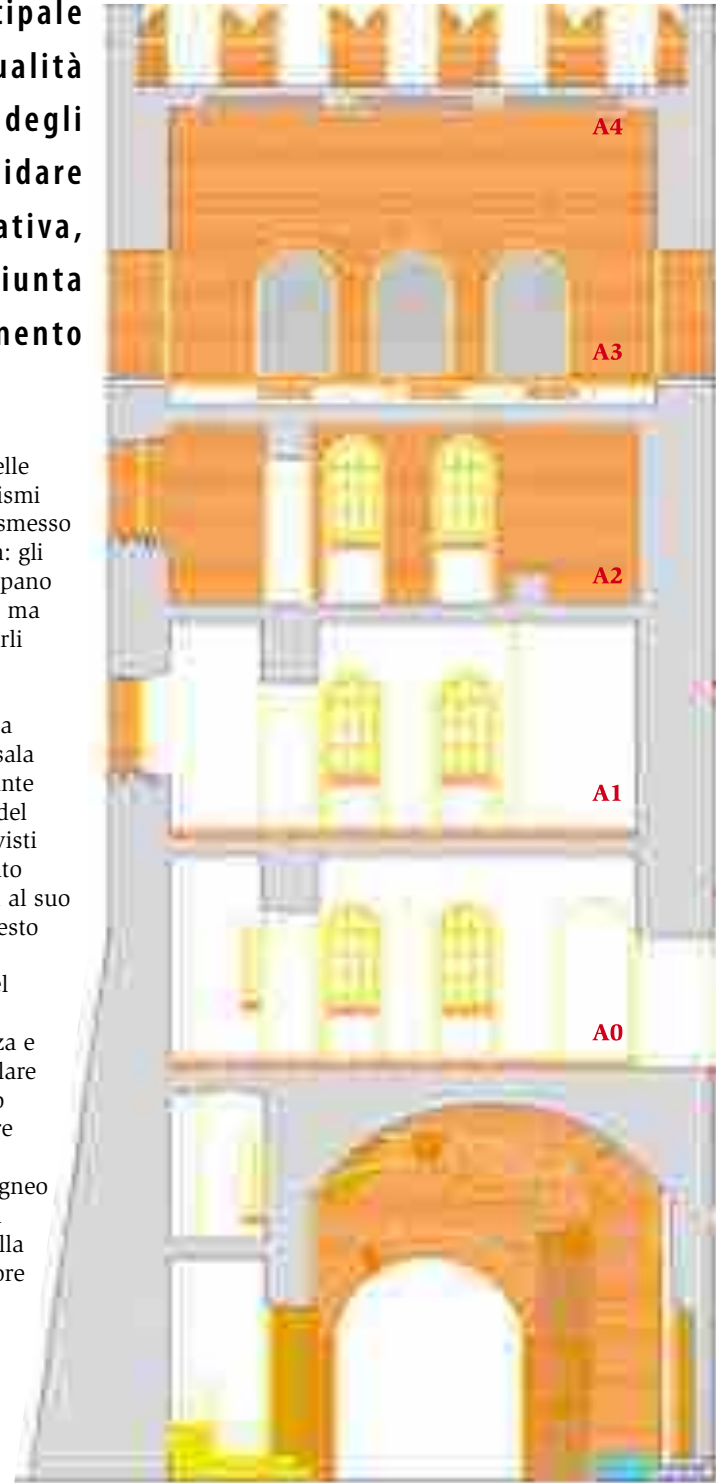 cipale
ualità
degli
idare
ativa,
iunta
mento
elle
ismi
smesso
: gli
pano
ma
rli
a
sala
nte
del
visti
to
al suo
esto
el
za e
lare
o
re
gneo
lla
bre
A4
A3
A2
A1
A0